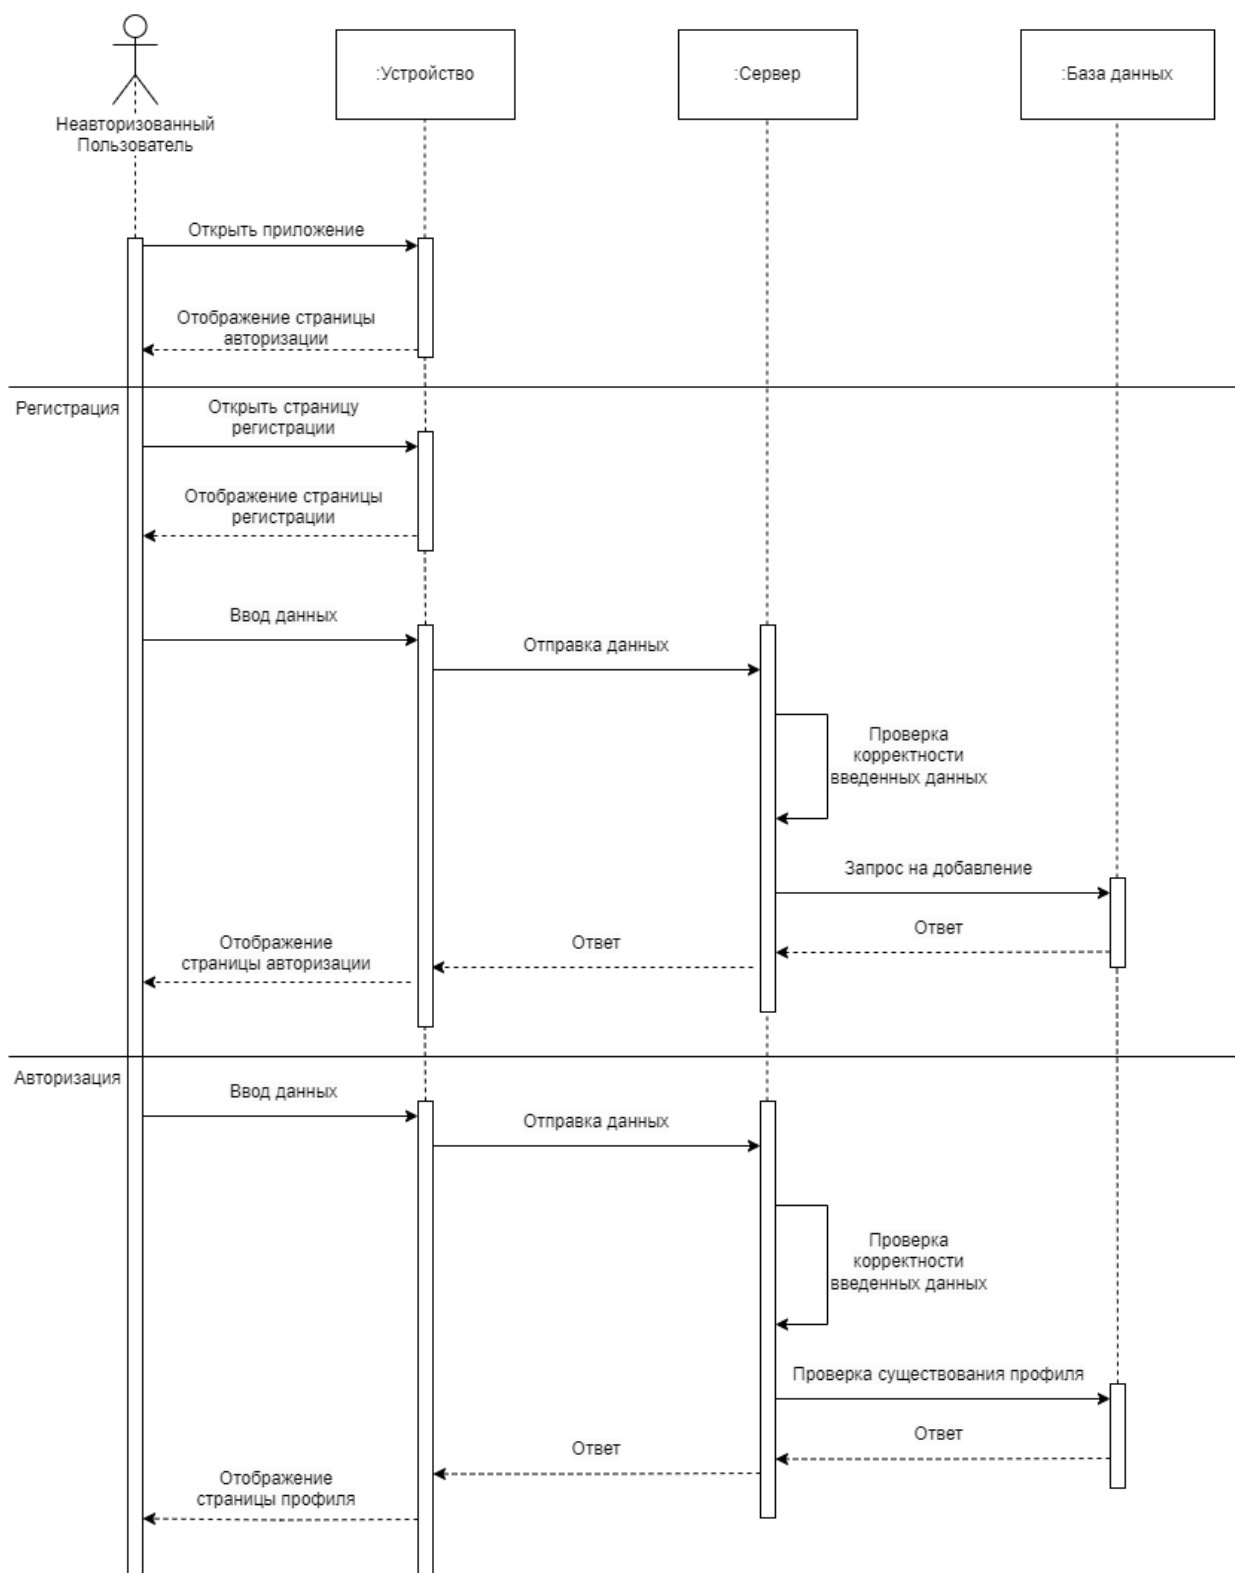 :Устройство
:Сервер
:База данных
Неавторизованный
Пользователь
Открыть приложение
Отображение страницы
авторизации
Регистрация
Открыть страницу
регистрации
Отображение страницы
регистрации
Ввод данных
Отправка данных
Проверка
корректности
введенных данных
Запрос на добавление
Ответ
Ответ
Отображение
страницы авторизации
Авторизация
Ввод данных
Отправка данных
Проверка
корректности
введенных данных
Проверка существования профиля
Ответ
Ответ
Отображение
страницы профиля